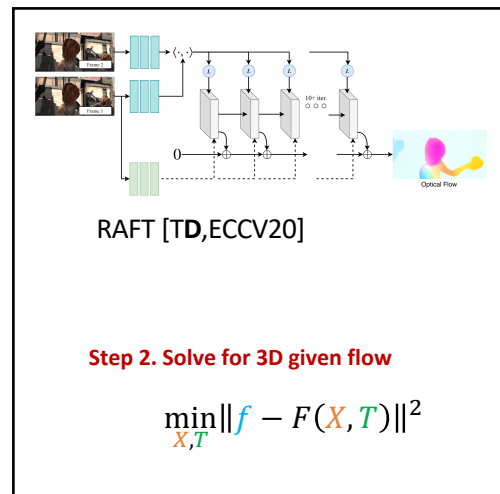 Frame 2
⟨·,·⟩
Frame 1
L L L L
10+ iter.
0
Optical Flow
RAFT [TD,ECCV20]
Step 2. Solve for 3D given flow
min ‖f − F(X, T)‖²
X,T